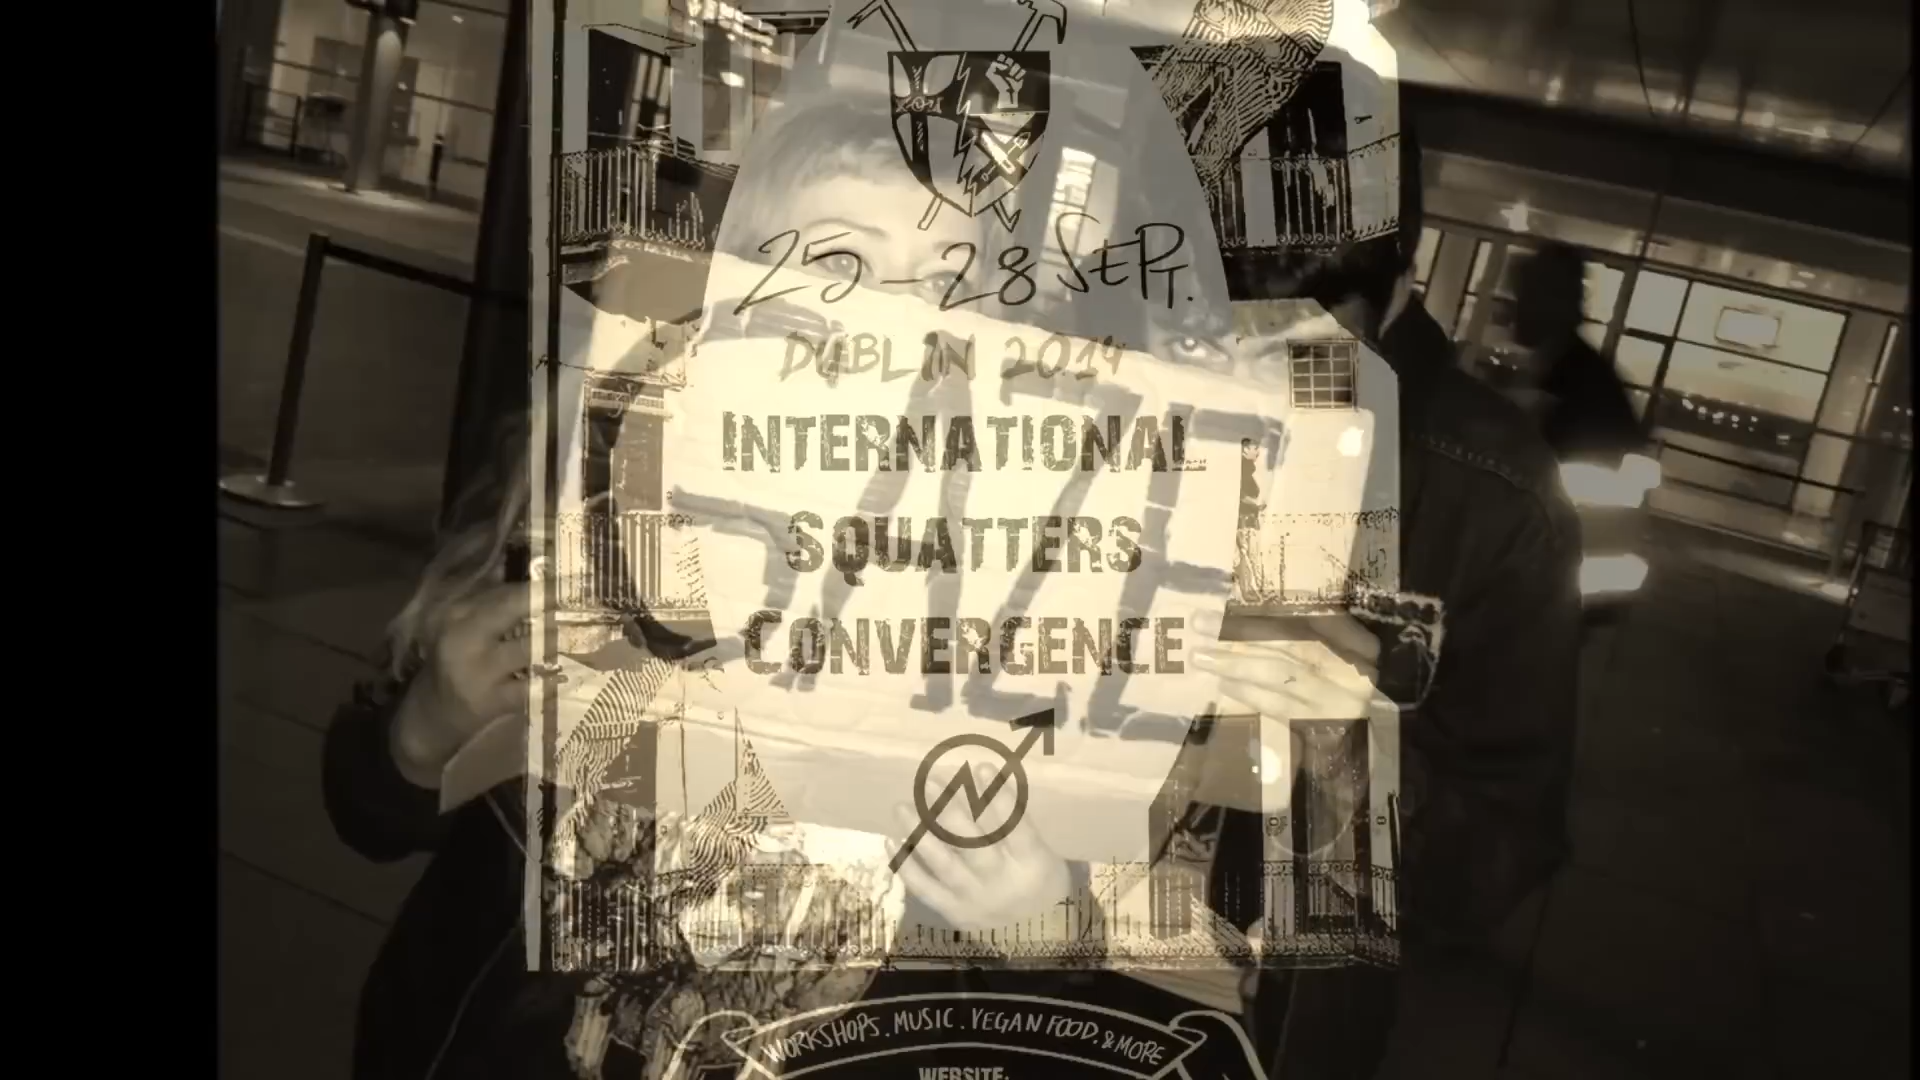 25-28 SEPT.
DUBLIN 2014
INTERNATIONAL
SQUATTERS
CONVERGENCE
WORKSHOPS. MUSIC. VEGAN FOOD. & MORE
WEBSITE: